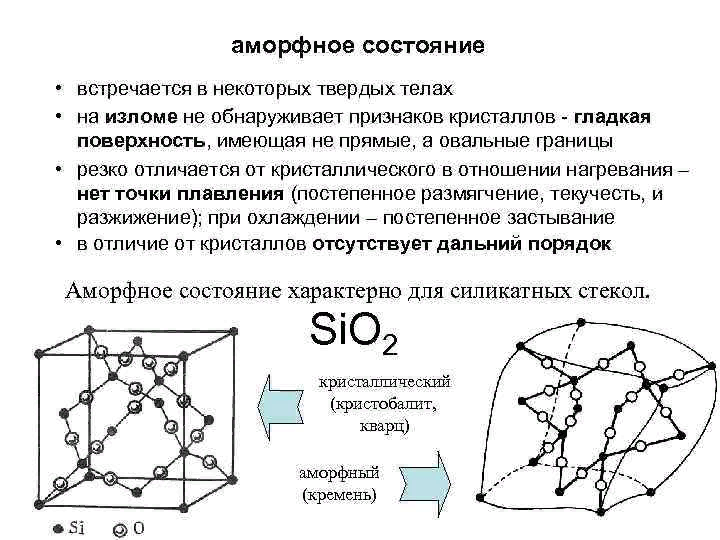 аморфное состояние
• встречается в некоторых твердых телах
• на изломе не обнаруживает признаков кристаллов - гладкая
поверхность, имеющая не прямые, а овальные границы
• резко отличается от кристаллического в отношении нагревания –
нет точки плавления (постепенное размягчение, текучесть, и
разжижение); при охлаждении – постепенное застывание
• в отличие от кристаллов отсутствует дальний порядок
Аморфное состояние характерно для силикатных стекол.
Si.O2
кристаллический
(кристобалит,
кварц)
аморфный
(кремень)
Si O